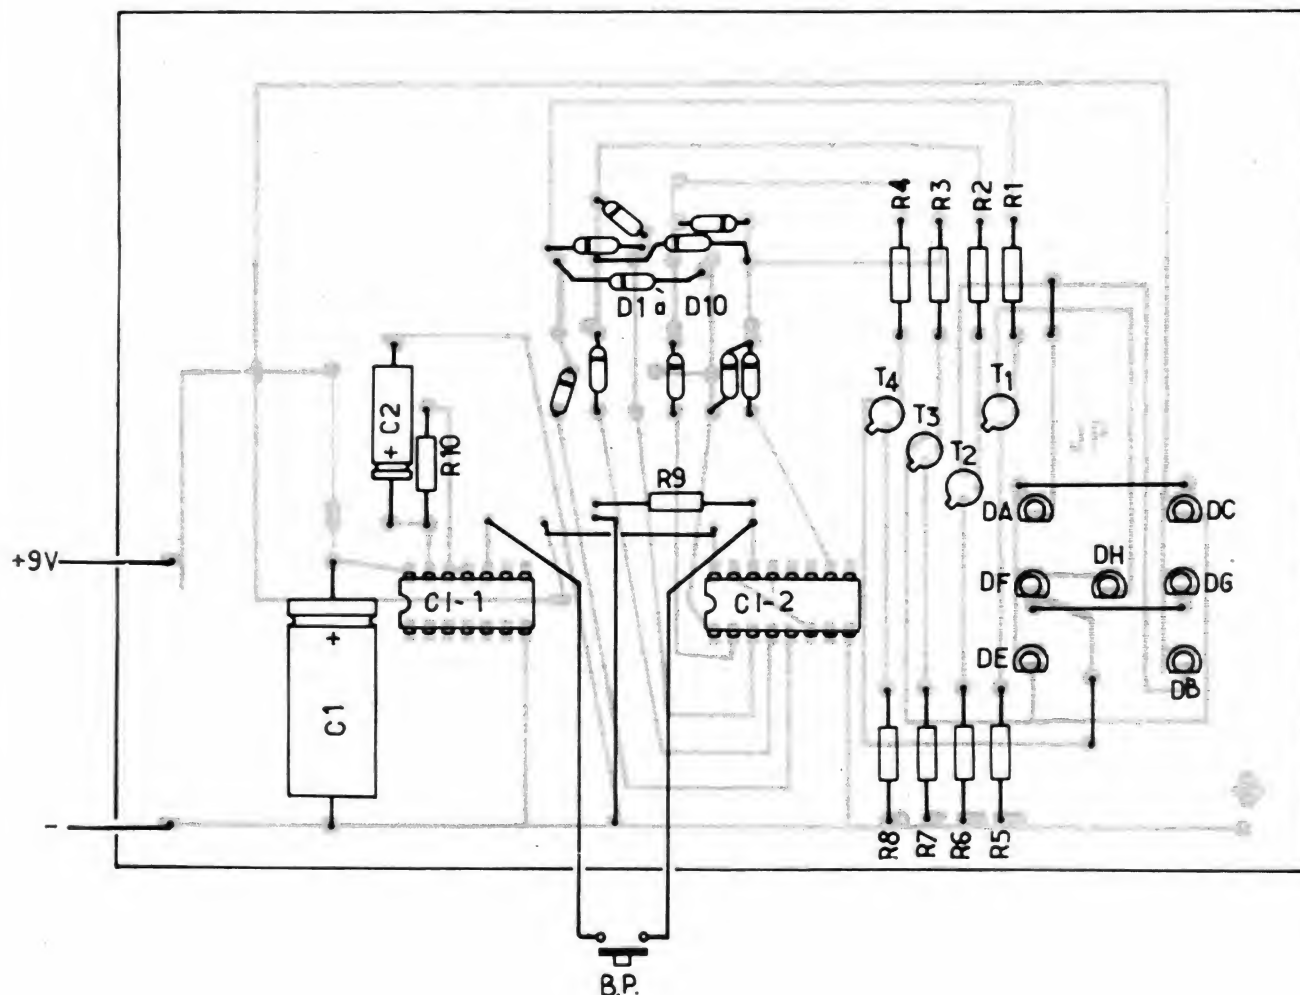 R4
R3
R2
R1
D1 à D10
C2
+
R10
T4
T3
T2
T1
R9
DA
DC
DH
DF
DG
DE
DB
+9V
CI-1
CI-2
+
C1
-
R8
R7
R6
R5
B.P.